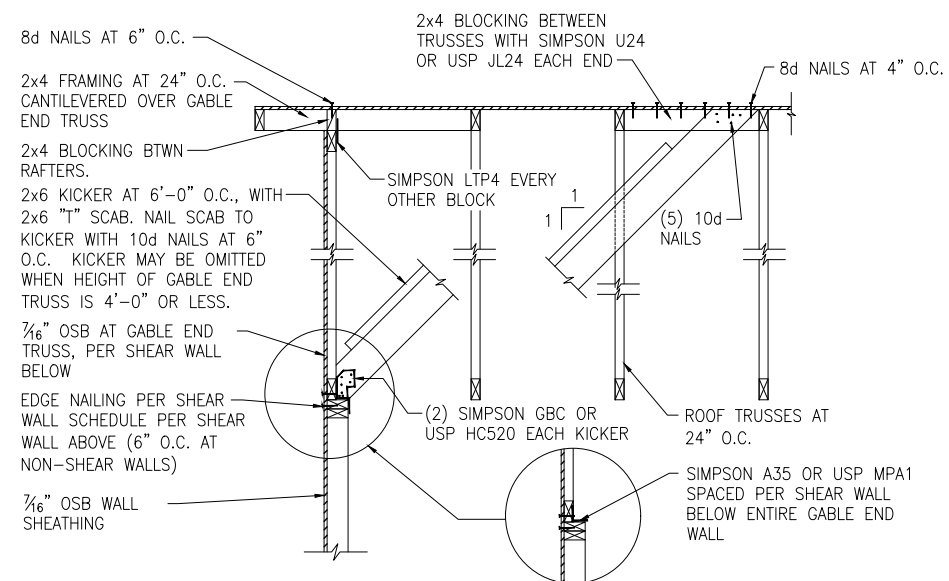 8d NAILS AT 6" O.C.
2x4 FRAMING AT 24" O.C.
CANTILEVERED OVER GABLE
END TRUSS
2x4 BLOCKING BTWN
RAFTERS.
2x6 KICKER AT 6'-0" O.C., WITH
2x6 "T" SCAB. NAIL SCAB TO
KICKER WITH 10d NAILS AT 6"
O.C. KICKER MAY BE OMITTED
WHEN HEIGHT OF GABLE END
TRUSS IS 4'-0" OR LESS.
7/16" OSB AT GABLE END
TRUSS, PER SHEAR WALL
BELOW
EDGE NAILING PER SHEAR
WALL SCHEDULE PER SHEAR
WALL ABOVE (6" O.C. AT
NON-SHEAR WALLS)
7/16" OSB WALL
SHEATHING
2x4 BLOCKING BETWEEN
TRUSSES WITH SIMPSON U24
OR USP JL24 EACH END
8d NAILS AT 4" O.C.
SIMPSON LTP4 EVERY
OTHER BLOCK
1
1
(5) 10d
NAILS
(2) SIMPSON GBC OR
USP HC520 EACH KICKER
ROOF TRUSSES AT
24" O.C.
SIMPSON A35 OR USP MPA1
SPACED PER SHEAR WALL
BELOW ENTIRE GABLE END
WALL